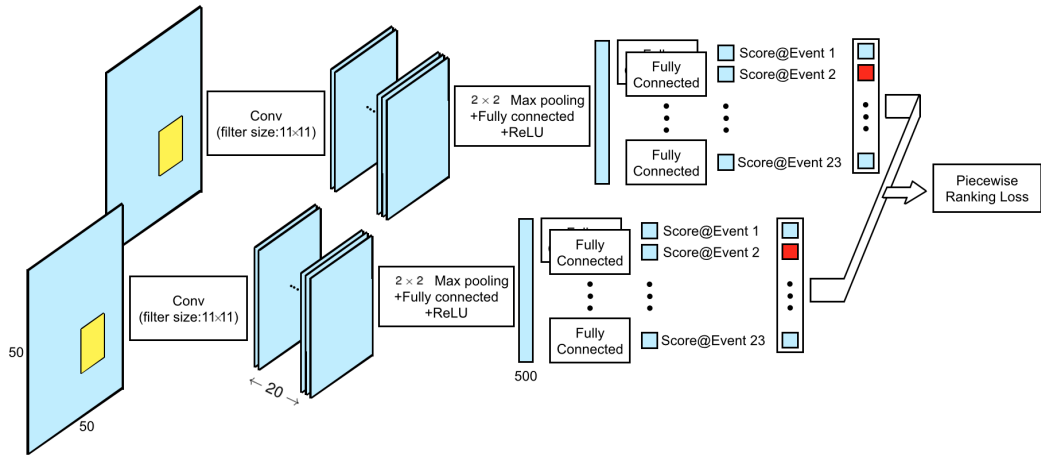 Conv
(filter size:11×11)
2 × 2 Max pooling
+Fully connected
+ReLU
Fully
Fully
Connected
Fully
Connected
Score@Event 1
Score@Event 2
Score@Event 23
Piecewise
Ranking Loss
50
50
Conv
(filter size:11×11)
← 20 →
2 × 2 Max pooling
+Fully connected
+ReLU
500
Fully
Connected
Fully
Connected
Score@Event 1
Score@Event 2
Score@Event 23